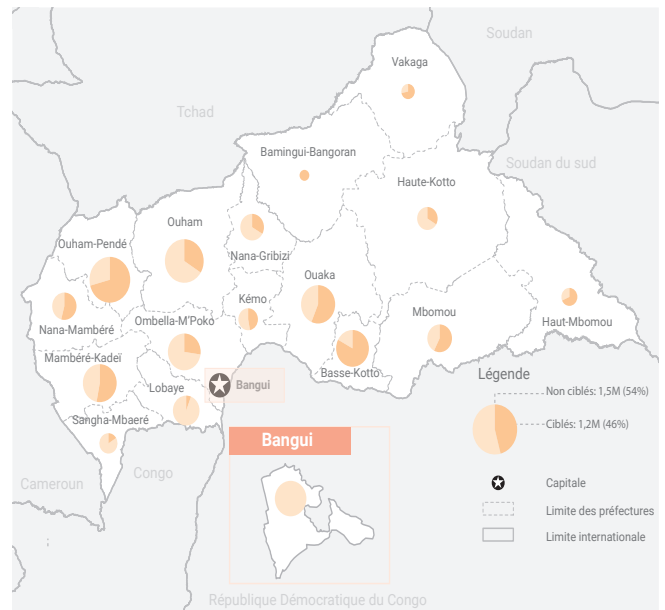 Soudan
Vakaga
Tchad
Bamingui-Bangoran
Soudan du sud
Haute-Kotto
Ouham
Ouham-Pendé
Nana-Gribizi
Ouaka
Kémo
Mbomou
Ombella-M'Poko
Nana-Mambéré
Haut-Mbomou
Mambéré-Kadeï
Basse-Kotto
Légende
Lobaye
Bangui
Non ciblés: 1,5M (54%)
Sangha-Mbaeré
Ciblés: 1,2M (46%)
Bangui
Congo
Cameroun
Capitale
Limite des préfectures
Limite internationale
République Démocratique du Congo